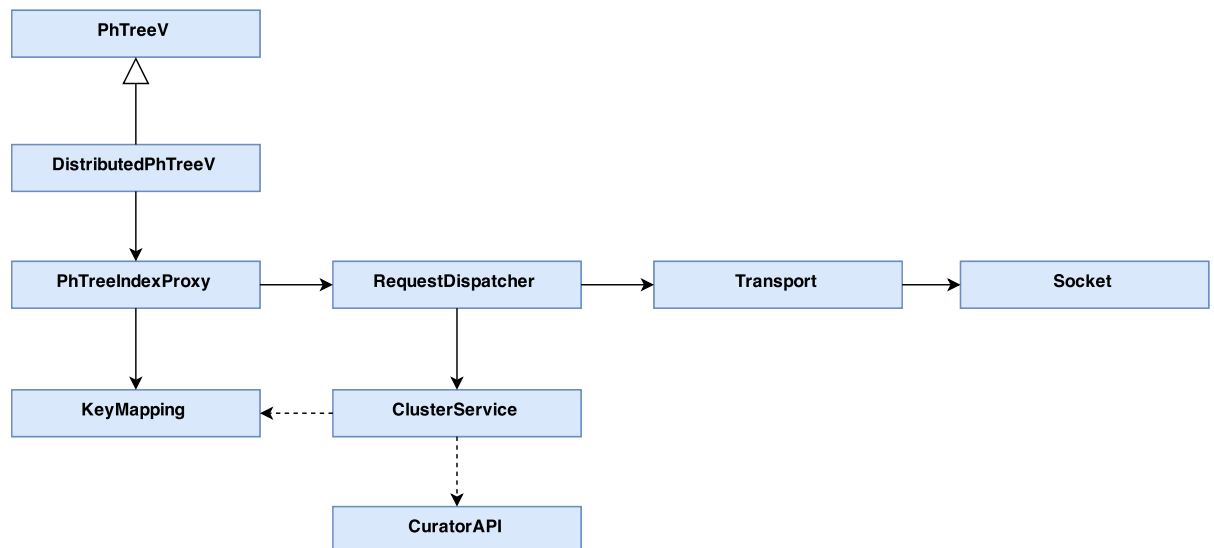 PhTreeV
DistributedPhTreeV
PhTreeIndexProxy
RequestDispatcher
Transport
Socket
KeyMapping
ClusterService
CuratorAPI